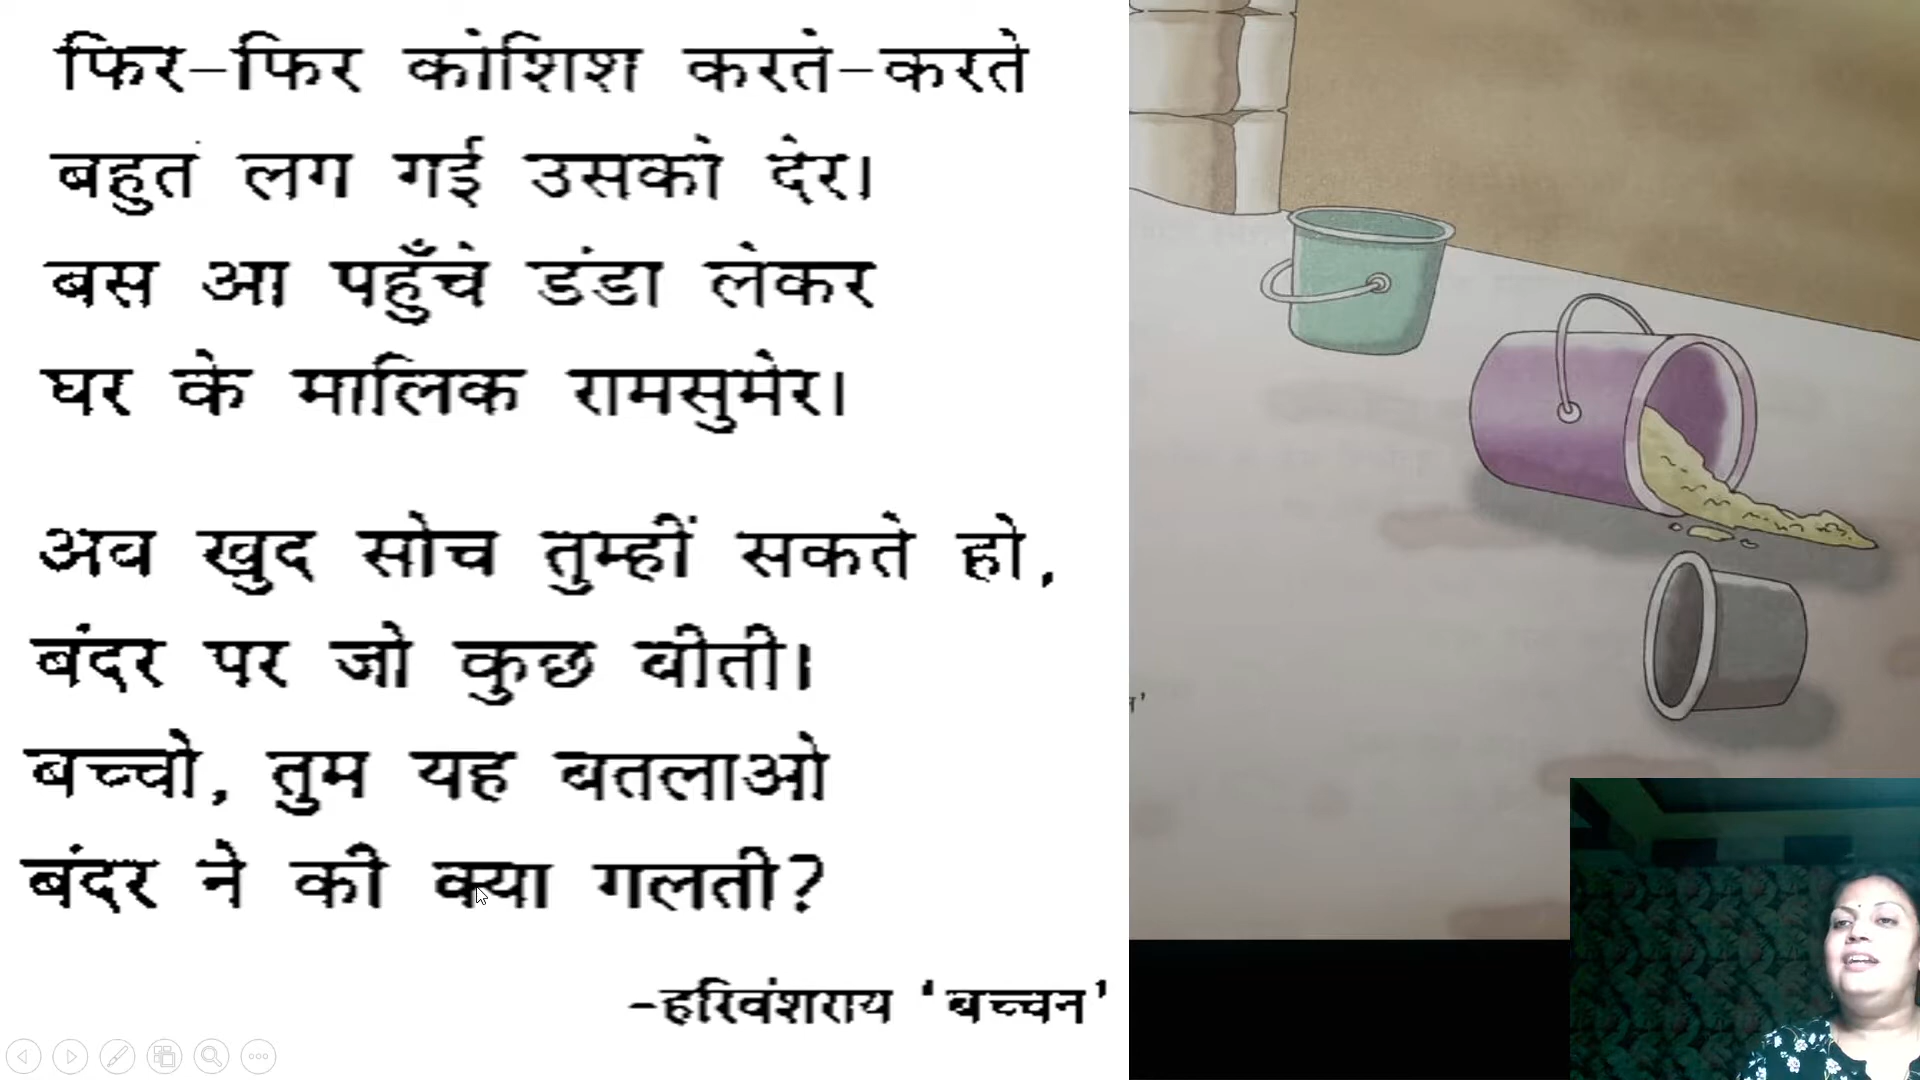 फिर-फिर कोशिश करते-करते
बहुत लग गई उसको देर।
बस आ पहुँचे डंडा लेकर
घर के मालिक रामसुमेर।
अब खुद सोच तुम्हीं सकते हो,
बंदर पर जो कुछ बीती।
बच्चो, तुम यह बतलाओ
बंदर ने की क्या गलती?
-हरिवंशराय 'बच्चन'